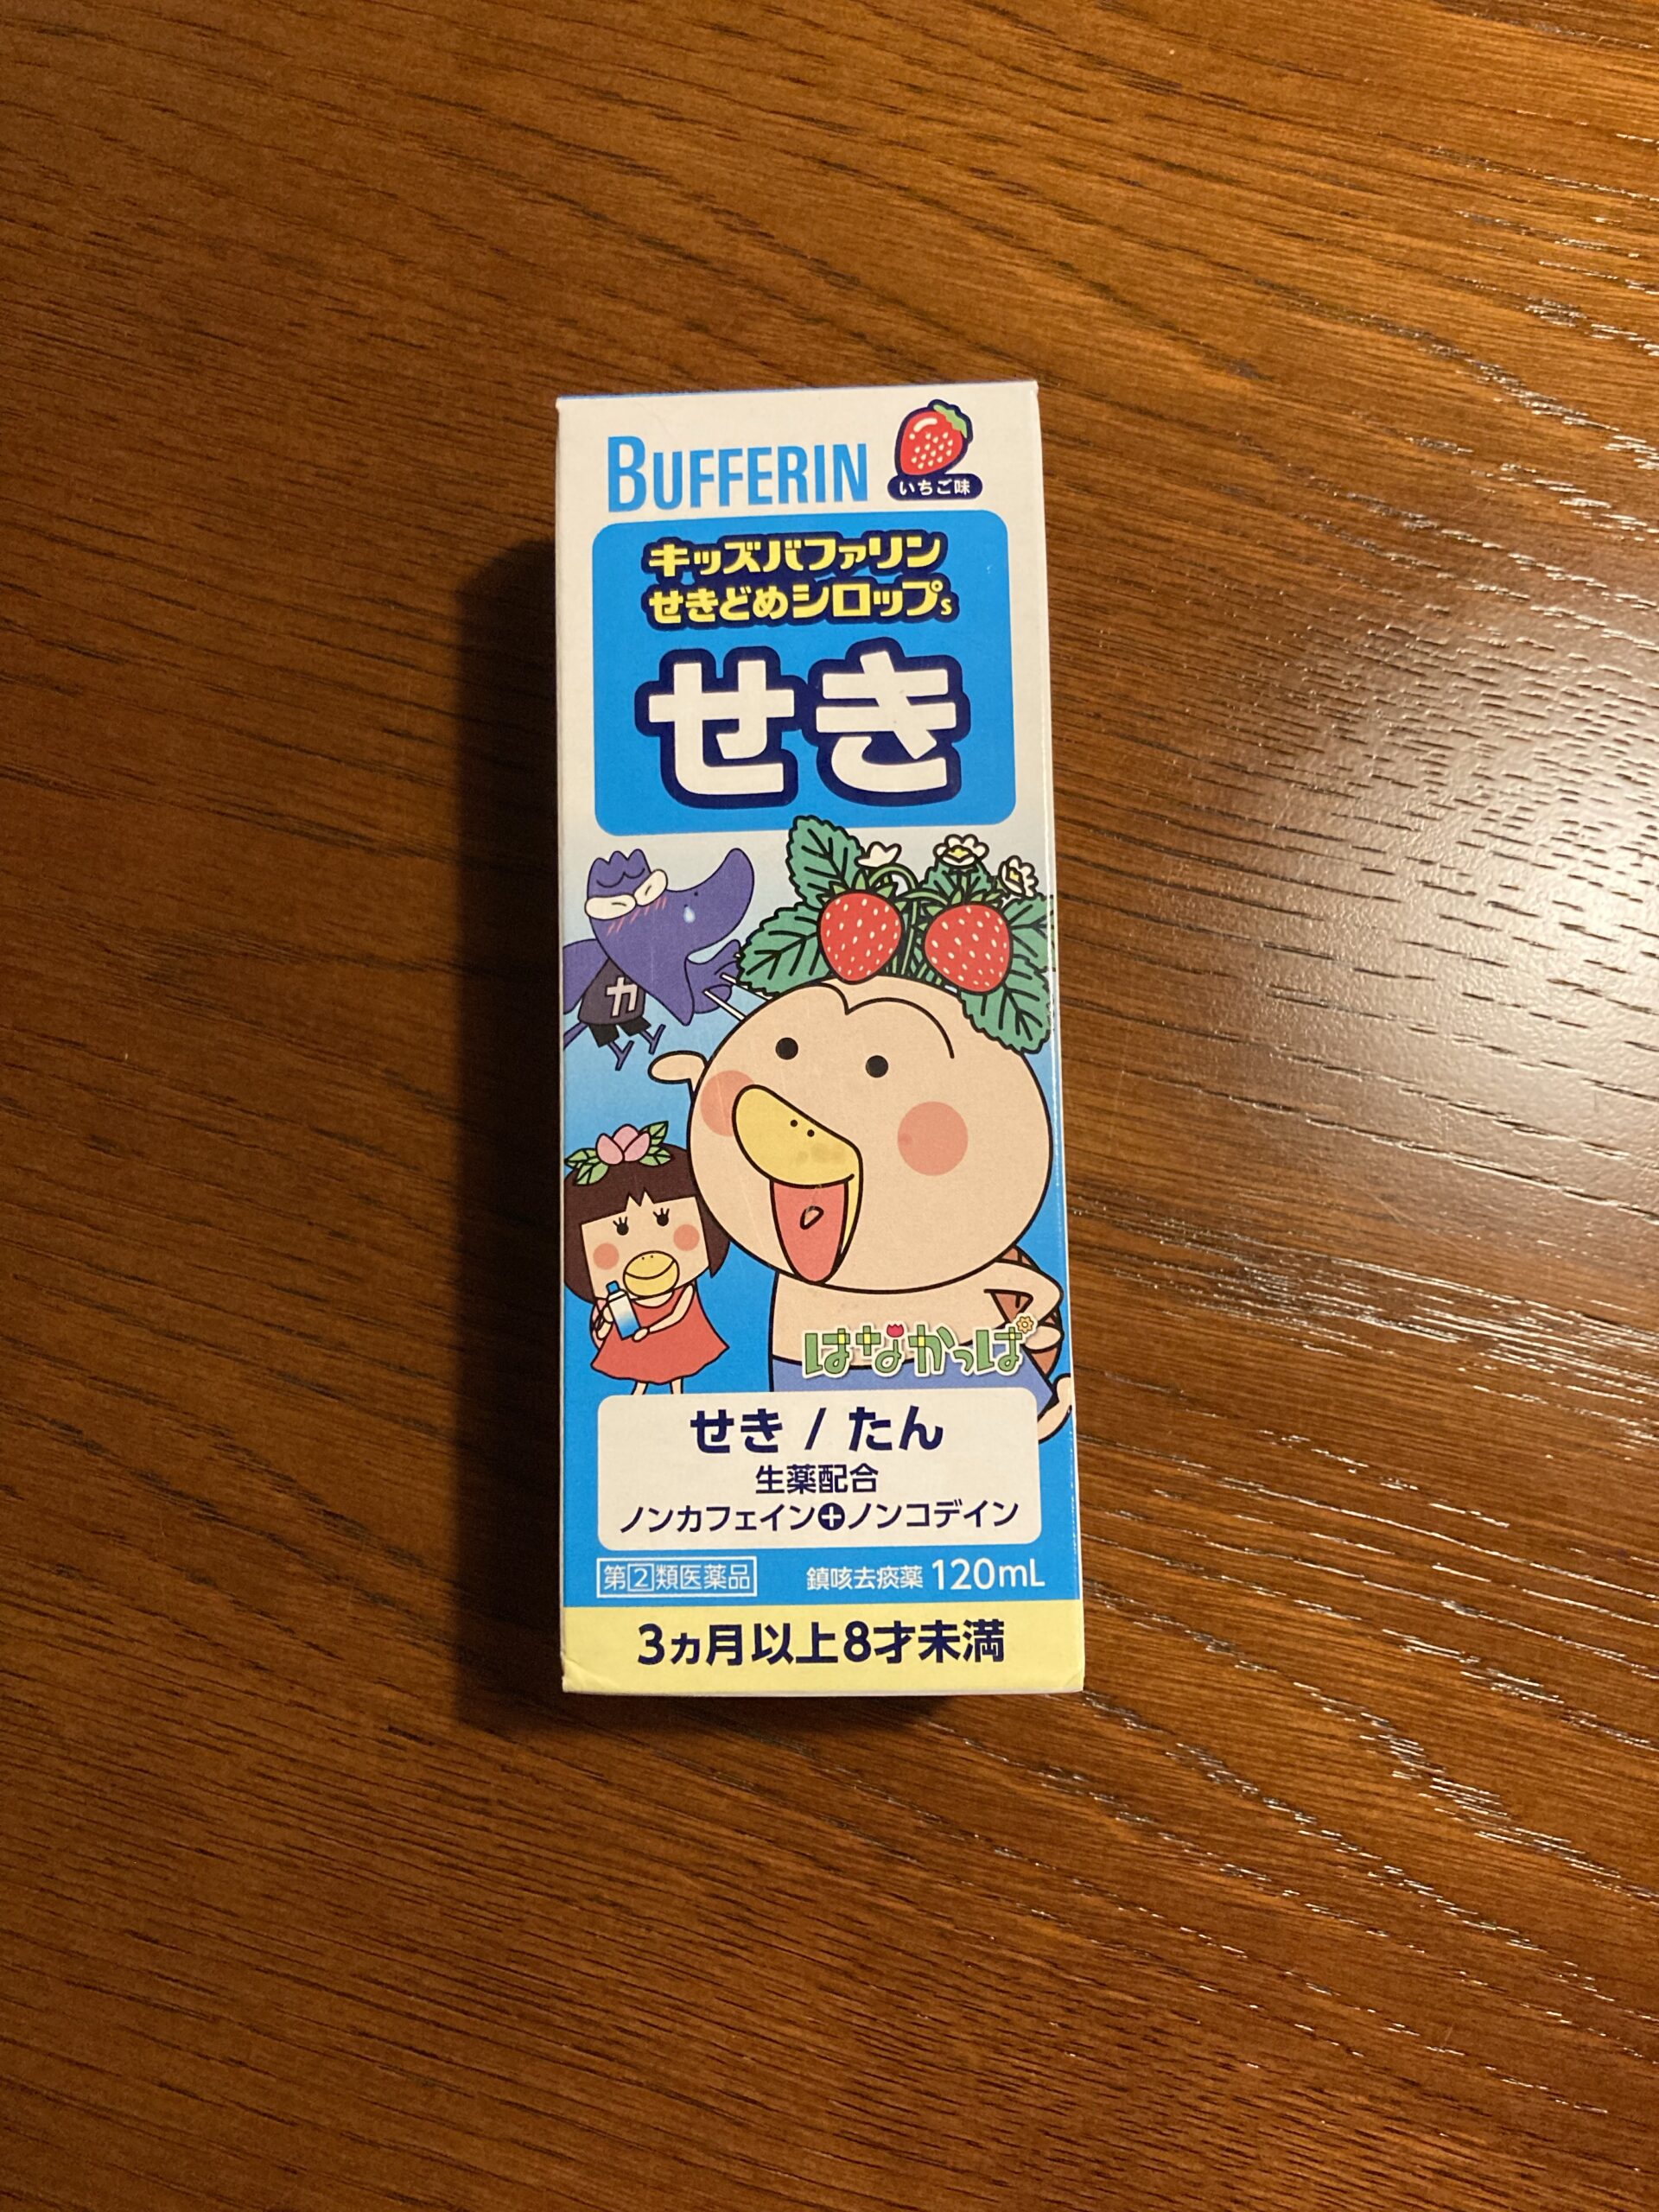 BUFFERIN
いちご味
キッズバファリン
せきどめシロップs
せき
カ
はなかっぱ
せき / たん
生薬配合
ノンカフェイン+ノンコデイン
第②類医薬品 鎮咳去痰薬 120mL
3ヵ月以上8才未満